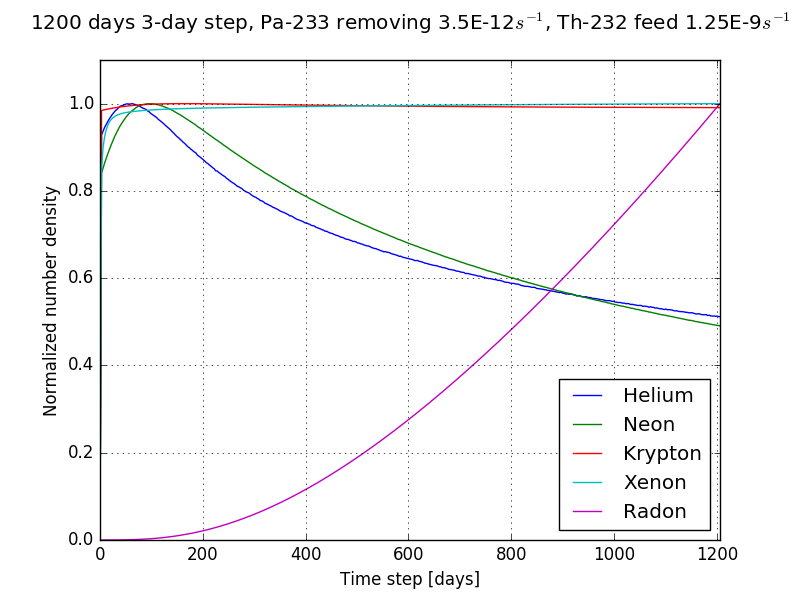 1200 days 3-day step, Pa-233 removing 3.5E-12s⁻¹, Th-232 feed 1.25E-9s⁻¹
Normalized number density
1.0
0.8
0.6
0.4
0.2
0.0
Helium
Neon
Krypton
Xenon
Radon
0 200 400 600 800 1000 1200
Time step [days]